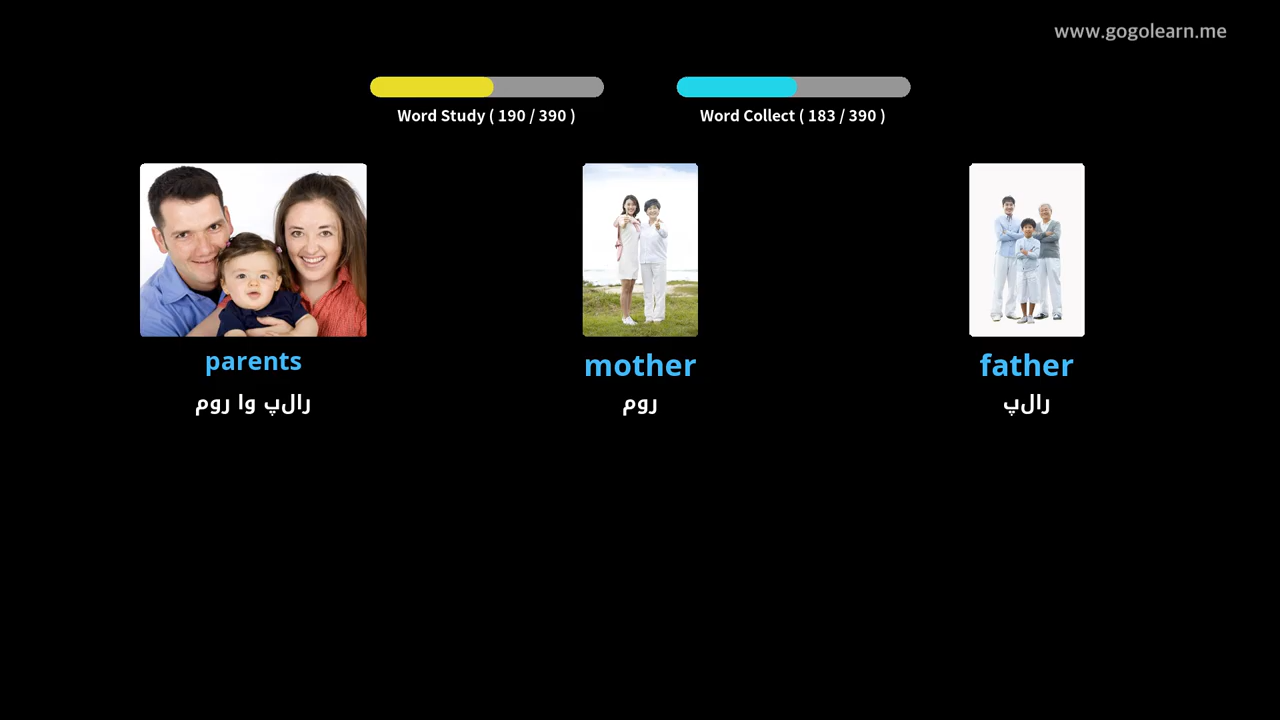 www.gogolearn.me
Word Study ( 190 / 390 )
Word Collect ( 183 / 390 )
parents
رالپ وا روم
mother
روم
father
رالپ